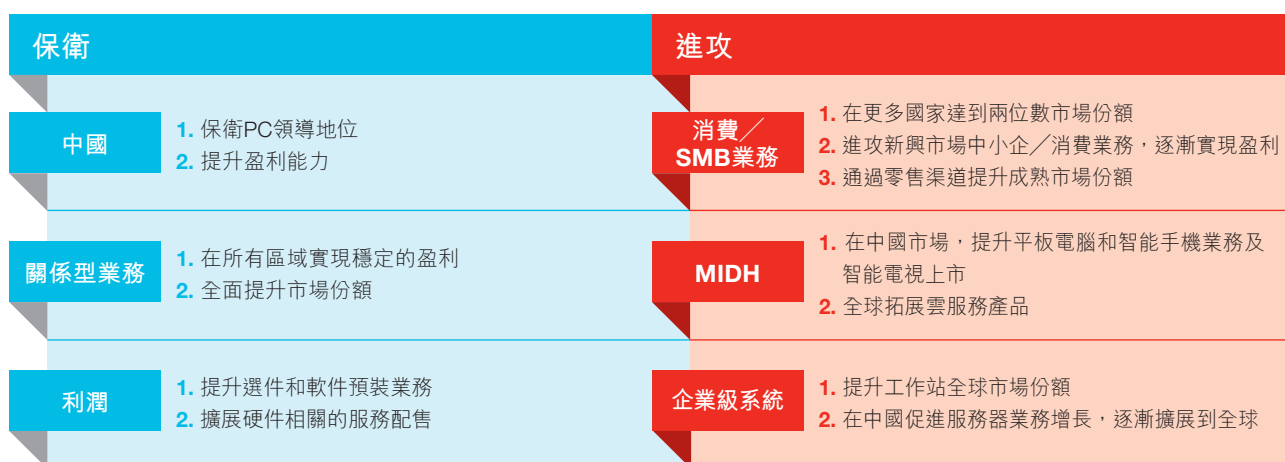 保衛
中國
1. 保衛PC領導地位
2. 提升盈利能力
關係型業務
1. 在所有區域實現穩定的盈利
2. 全面提升市場份額
利潤
1. 提升選件和軟件預裝業務
2. 擴展硬件相關的服務配售
進攻
消費／
SMB業務
1. 在更多國家達到兩位數市場份額
2. 進攻新興市場中小企／消費業務，逐漸實現盈利
3. 通過零售渠道提升成熟市場份額
MIDH
1. 在中國市場，提升平板電腦和智能手機業務及
智能電視上市
2. 全球拓展雲服務產品
企業級系統
1. 提升工作站全球市場份額
2. 在中國促進服務器業務增長，逐漸擴展到全球